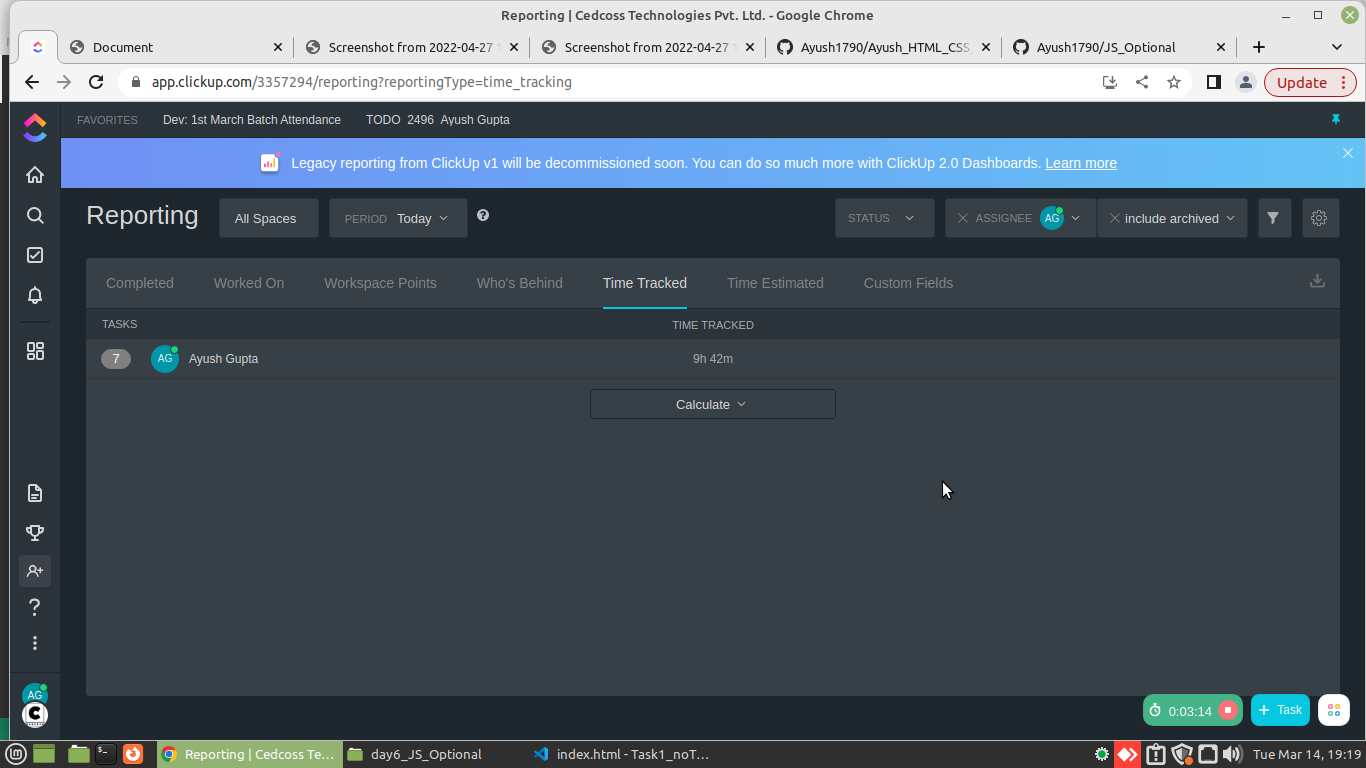 Reporting | Cedcoss Technologies Pvt. Ltd. - Google Chrome
Document
Screenshot from 2022-04-27
Screenshot from 2022-04-27
Ayush1790/Ayush_HTML_CSS
Ayush1790/JS_Optional
app.clickup.com/3357294/reporting?reportingType=time_tracking
Update
FAVORITES Dev: 1st March Batch Attendance TODO 2496 Ayush Gupta
Legacy reporting from ClickUp v1 will be decommissioned soon. You can do so much more with ClickUp 2.0 Dashboards. Learn more
Reporting
All Spaces
PERIOD Today
STATUS
ASSIGNEE AG
include archived
Completed Worked On Workspace Points Who's Behind Time Tracked Time Estimated Custom Fields
TASKS TIME TRACKED
7 AG Ayush Gupta 9h 42m
Calculate
AG
C
0:03:14
+ Task
Reporting | Cedcoss Te...
day6_JS_Optional
index.html - Task1_noT...
Tue Mar 14, 19:19